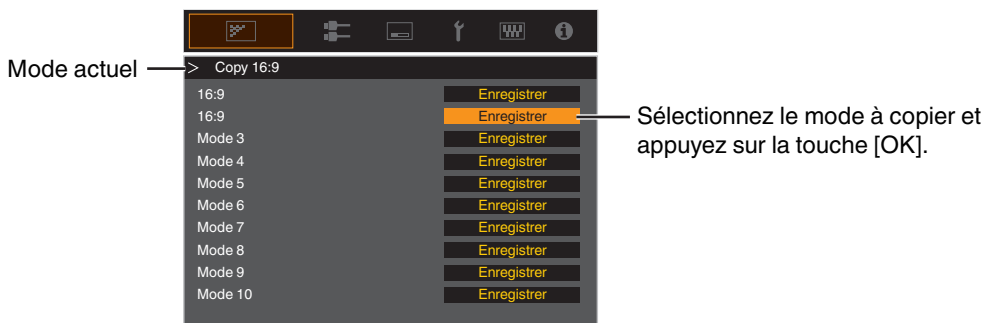 Mode actuel
> Copy 16:9
16:9 Enregistrer
16:9 Enregistrer
Mode 3 Enregistrer
Mode 4 Enregistrer
Mode 5 Enregistrer
Mode 6 Enregistrer
Mode 7 Enregistrer
Mode 8 Enregistrer
Mode 9 Enregistrer
Mode 10 Enregistrer
Sélectionnez le mode à copier et
appuyez sur la touche [OK].